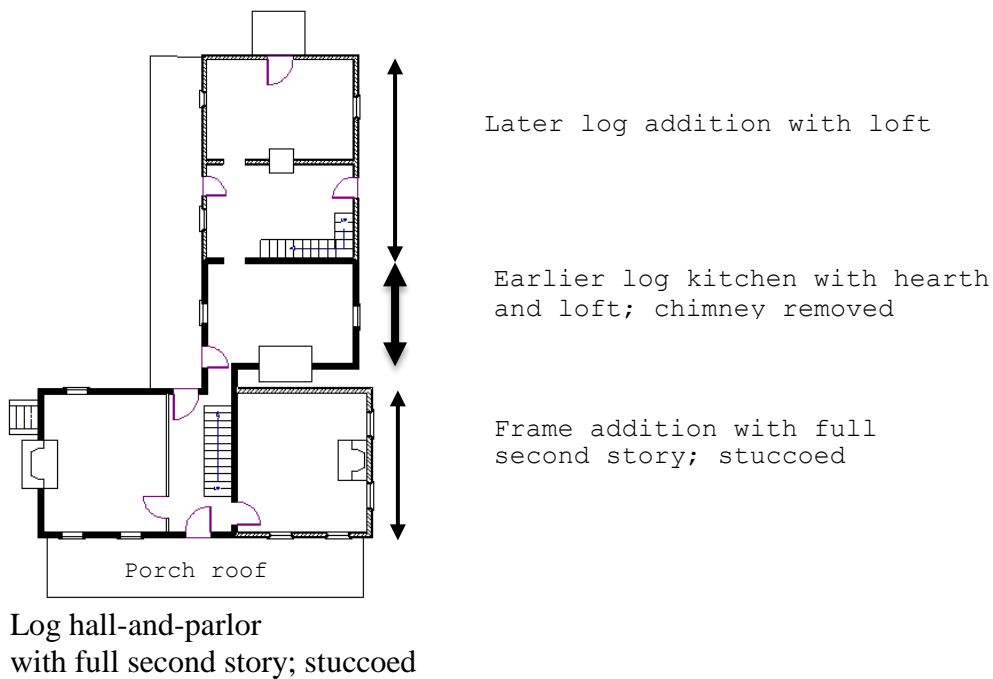 Later log addition with loft
Earlier log kitchen with hearth
and loft; chimney removed
Frame addition with full
second story; stuccoed
Porch roof
Log hall-and-parlor
with full second story; stuccoed